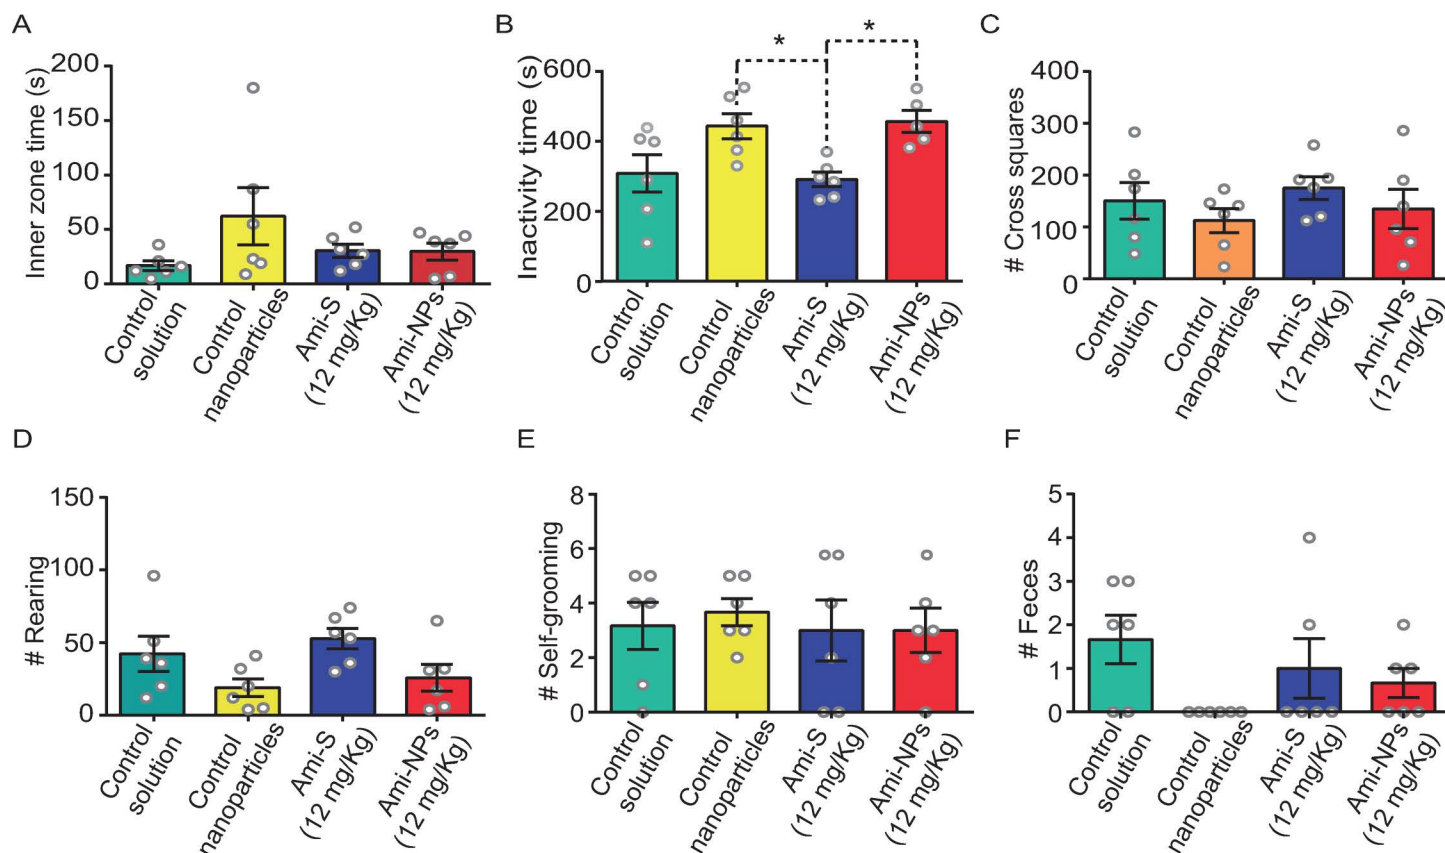 A
Inner zone time (s)
200
150
100
50
0
Control
solution
Control
nanoparticles
Ami-S
(12 mg/Kg)
Ami-NPs
(12 mg/Kg)
B
Inactivity time (s)
600
400
200
0
*
*
Control
solution
Control
nanoparticles
Ami-S
(12 mg/Kg)
Ami-NPs
(12 mg/Kg)
C
# Cross squares
400
300
200
100
0
Control
solution
Control
nanoparticles
Ami-S
(12 mg/Kg)
Ami-NPs
(12 mg/Kg)
D
# Rearing
150
100
50
0
Control
solution
Control
nanoparticles
Ami-S
(12 mg/Kg)
Ami-NPs
(12 mg/Kg)
E
# Self-grooming
8
6
4
2
0
Control
solution
Control
nanoparticles
Ami-S
(12 mg/Kg)
Ami-NPs
(12 mg/Kg)
F
# Feces
5
4
3
2
1
0
Control
solution
Control
nanoparticles
Ami-S
(12 mg/Kg)
Ami-NPs
(12 mg/Kg)